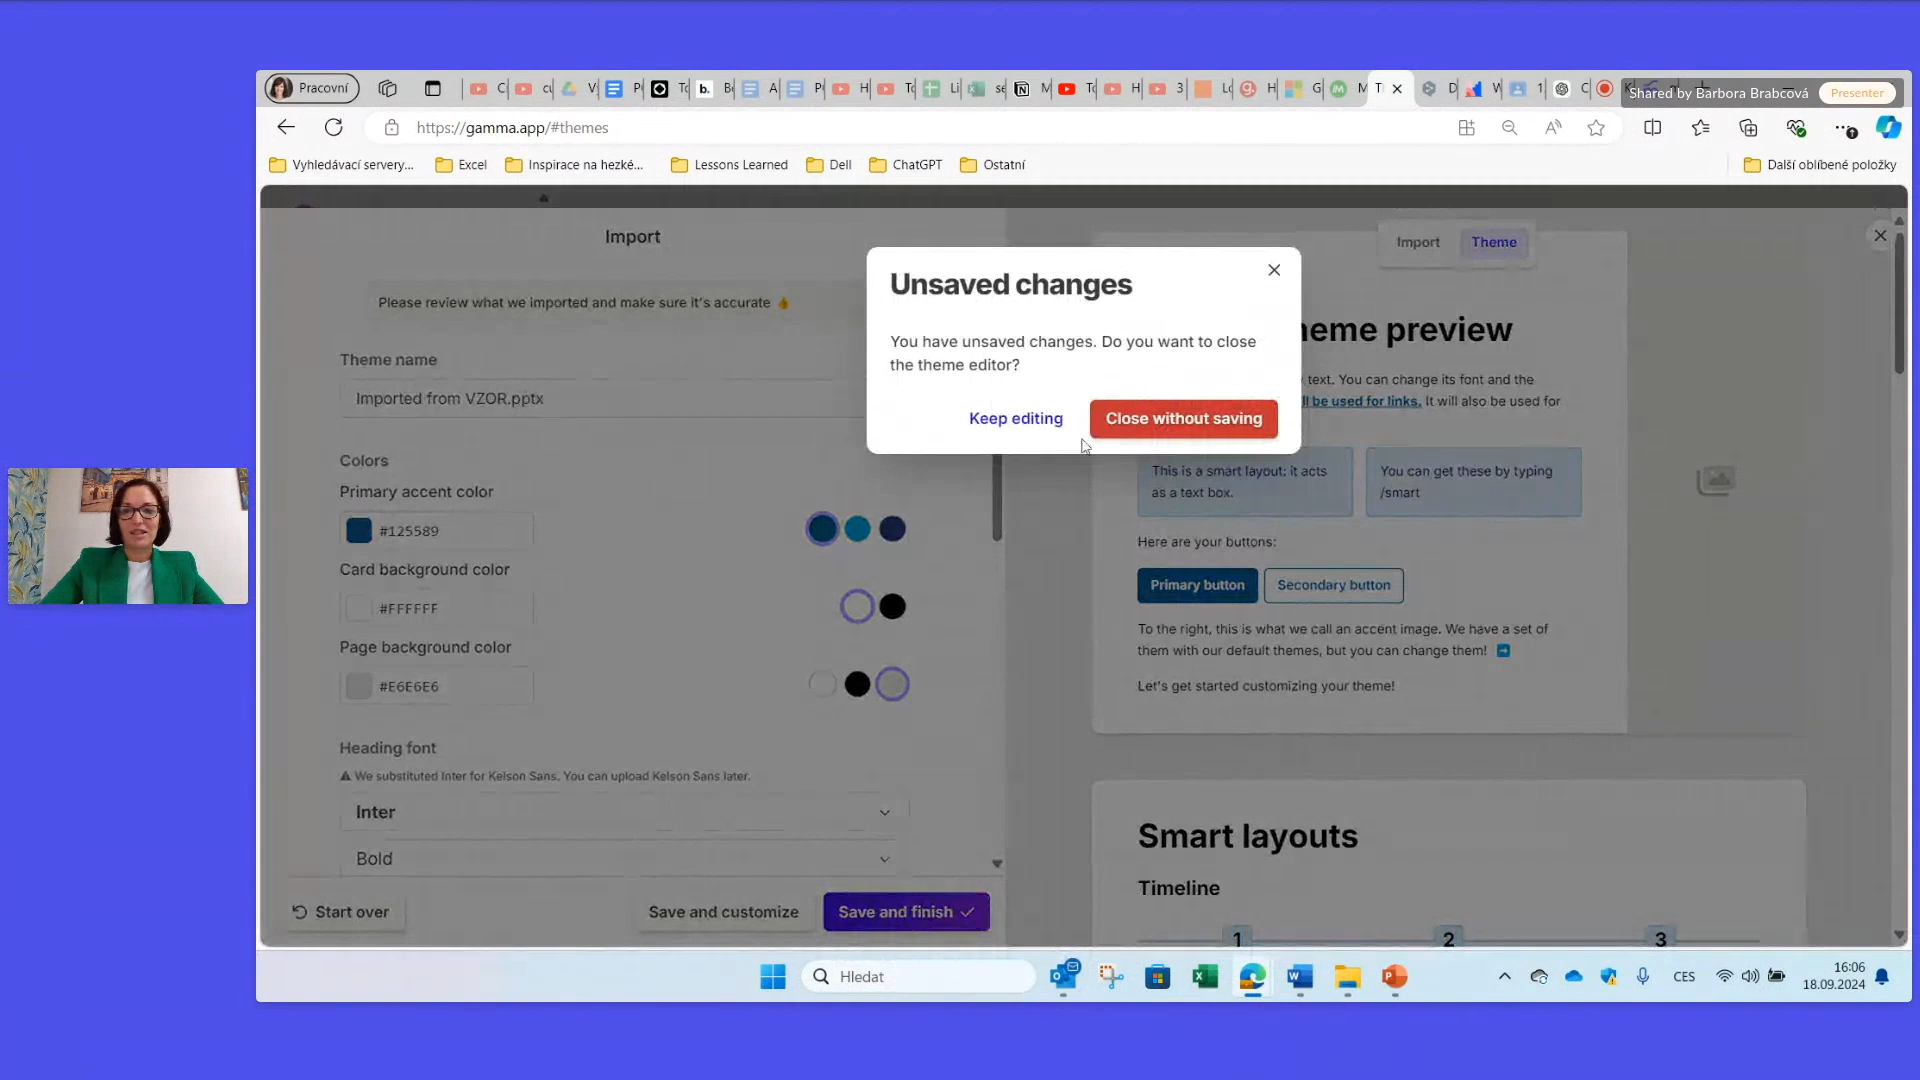 Pracovní
Shared by Barbora Brabcová
Presenter
https://gamma.app/#themes
Vyhledávací servery...
Excel
Inspirace na hezké...
Lessons Learned
Dell
ChatGPT
Ostatní
Další oblíbené položky
Import
Please review what we imported and make sure it's accurate
Theme name
Imported from VZOR.pptx
Colors
Primary accent color
#125589
Card background color
#FFFFFF
Page background color
#E6E6E6
Heading font
We substituted Inter for Kelson Sans. You can upload Kelson Sans later.
Inter
Bold
Start over
Save and customize
Save and finish
Unsaved changes
You have unsaved changes. Do you want to close
the theme editor?
Keep editing
Close without saving
Import
Theme
eme preview
text. You can change its font and the
ll be used for links. It will also be used for
This is a smart layout: it acts
as a text box.
You can get these by typing
/smart
Here are your buttons:
Primary button
Secondary button
To the right, this is what we call an accent image. We have a set of
them with our default themes, but you can change them!
Let's get started customizing your theme!
Smart layouts
Timeline
1
2
3
Hledat
CES
16:06
18.09.2024